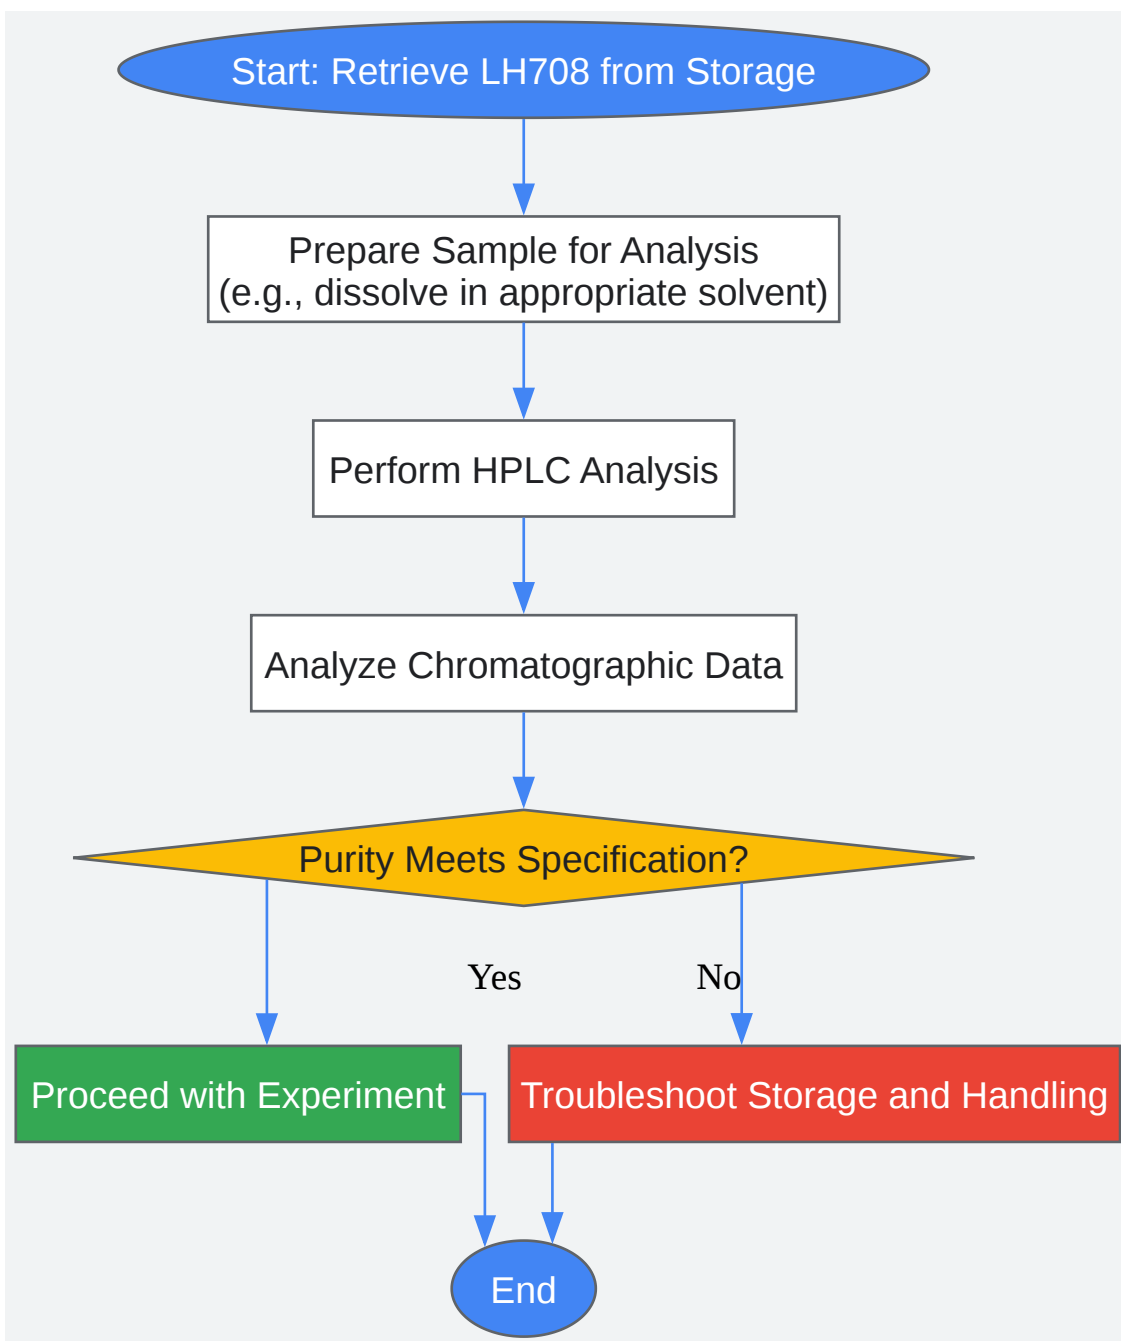 Start: Retrieve LH708 from Storage
Prepare Sample for Analysis
(e.g., dissolve in appropriate solvent)
Perform HPLC Analysis
Analyze Chromatographic Data
Purity Meets Specification?
Yes
No
Proceed with Experiment
Troubleshoot Storage and Handling
End